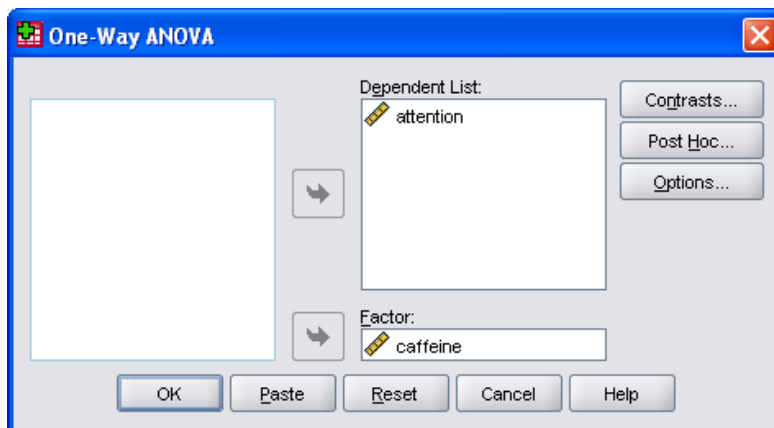 One-Way ANOVA
Dependent List:
attention
Contrasts...
Post Hoc...
Options...
Factor:
caffeine
OK
Paste
Reset
Cancel
Help